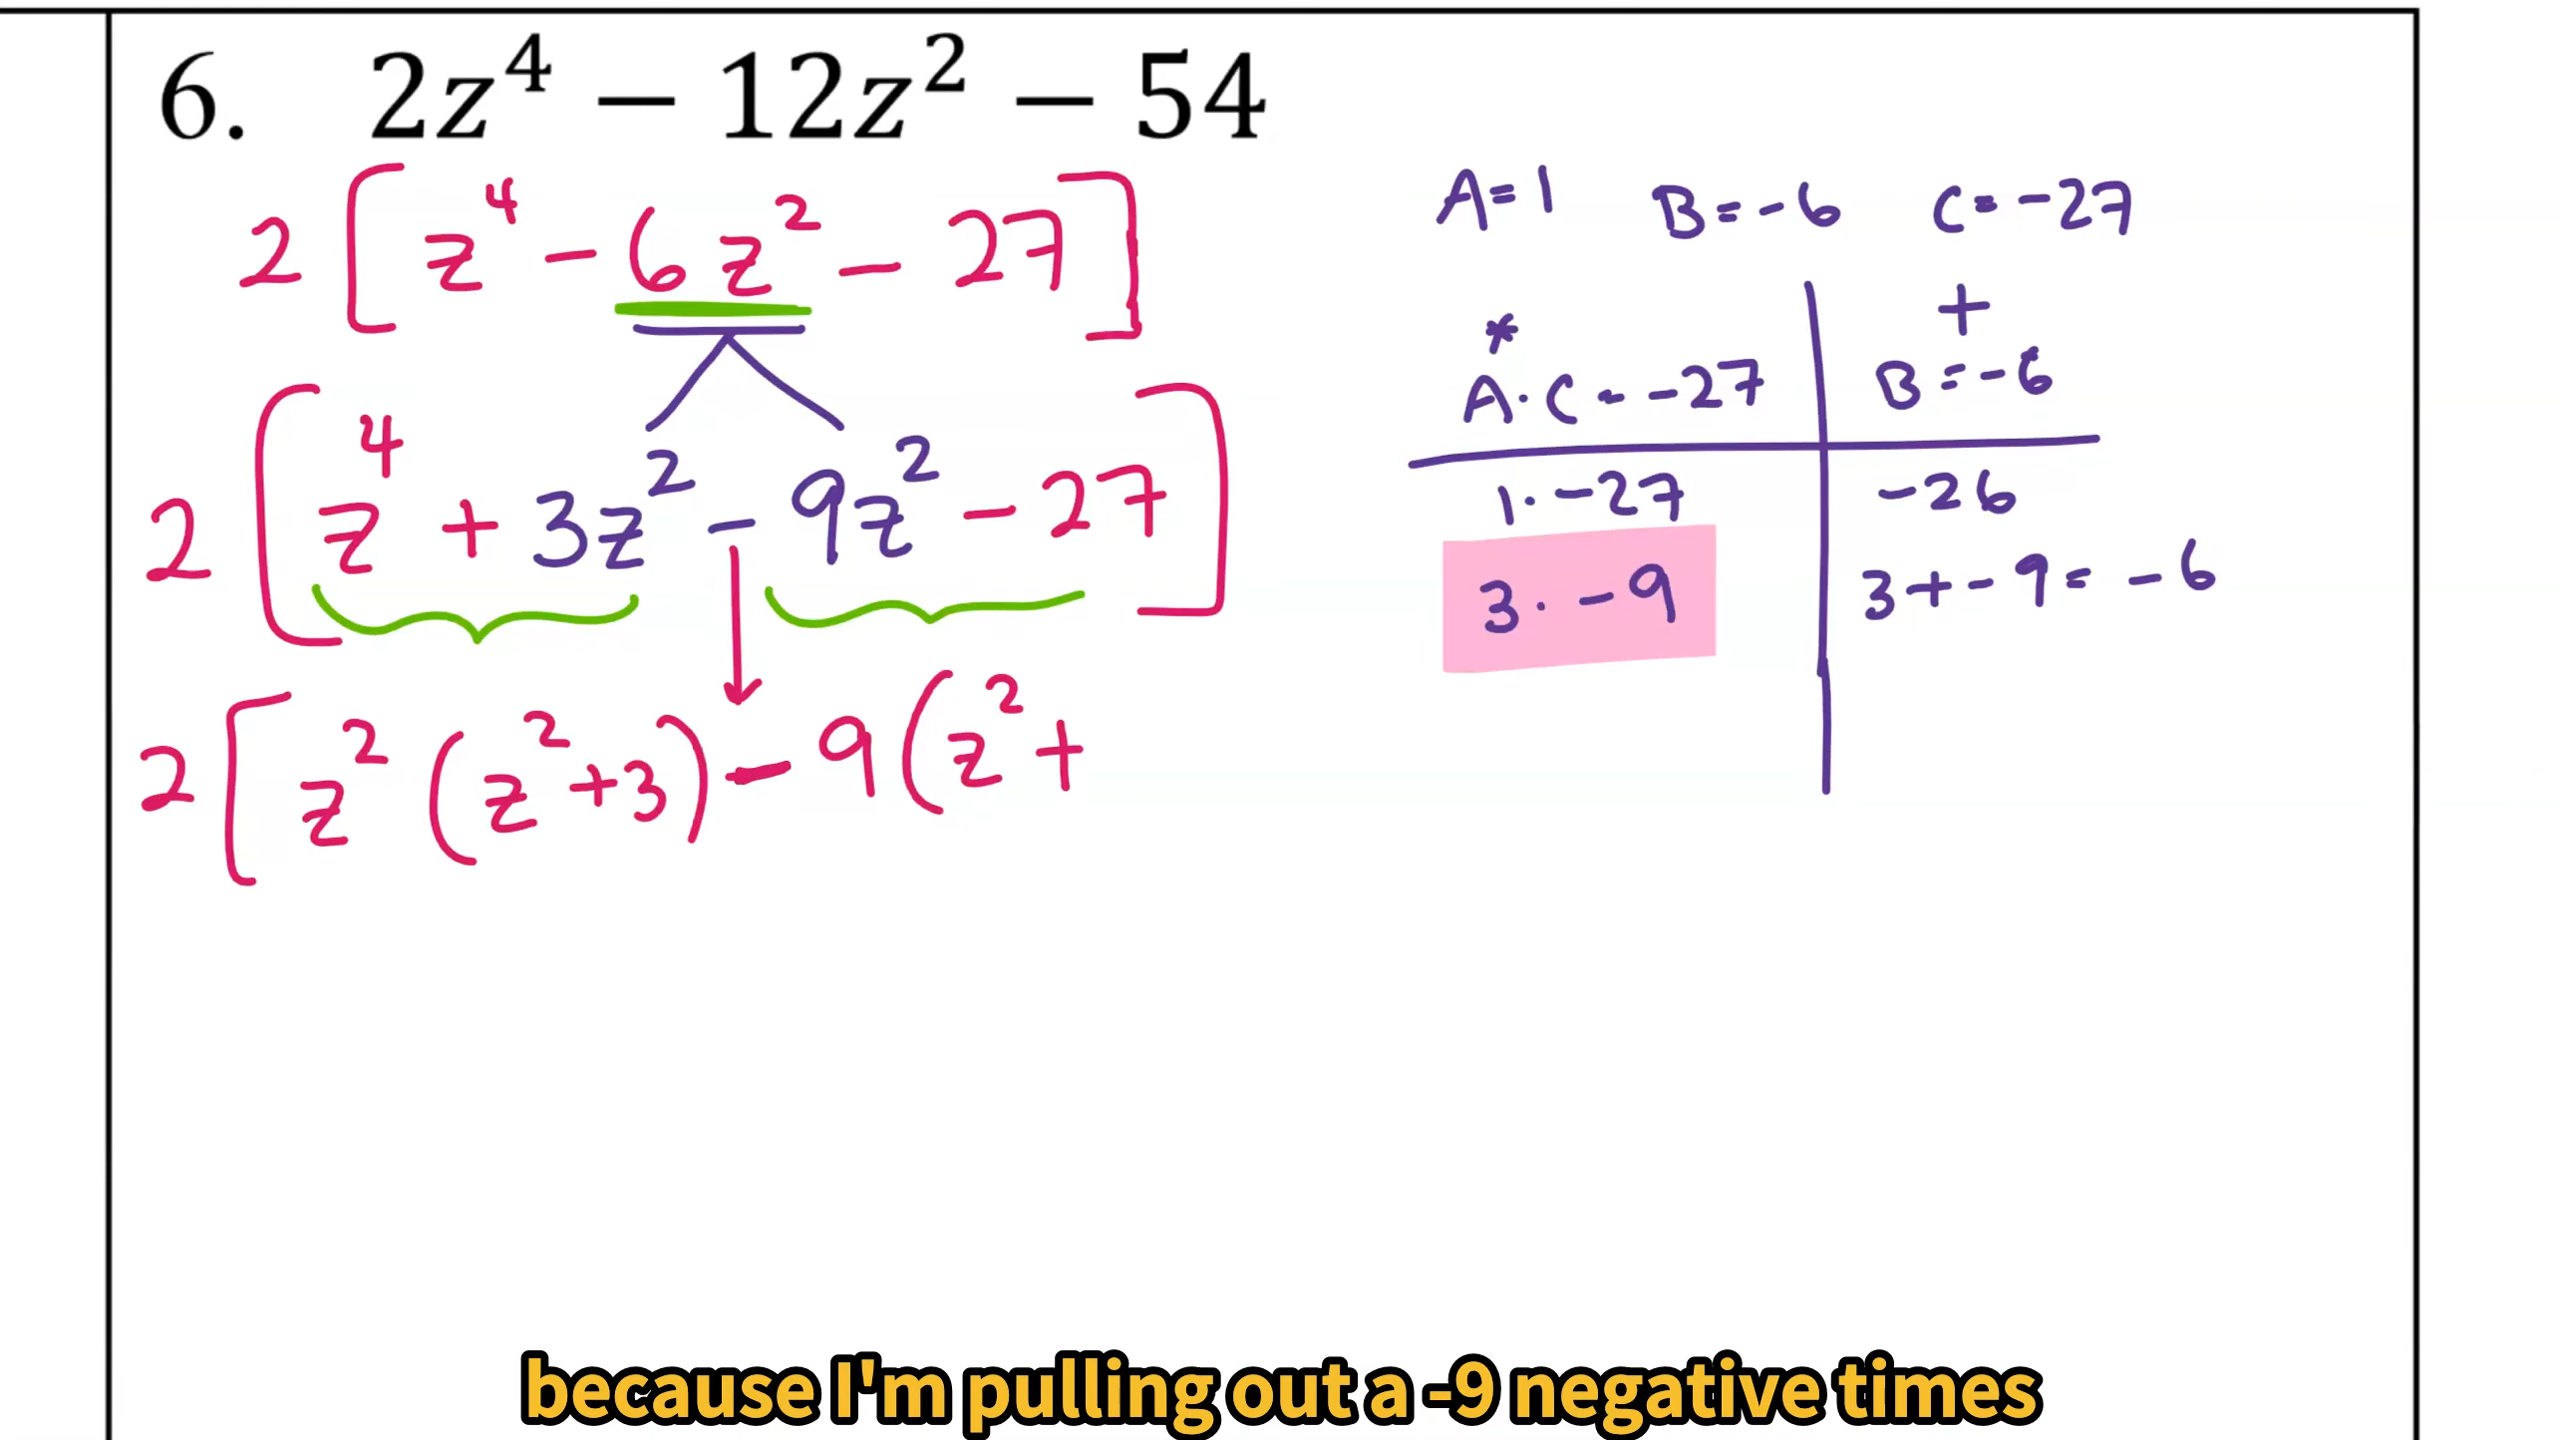 6. 2z⁴ − 12z² − 54
2 [z⁴ − 6z² − 27]
A=1 B=-6 C=-27
* +
A·C=-27 B=-6
2 [z⁴ + 3z² − 9z² − 27]
1·-27 -26
3·-9 3+-9=-6
2 [z² (z²+3) − 9 (z² +
because I'm pulling out a -9 negative times